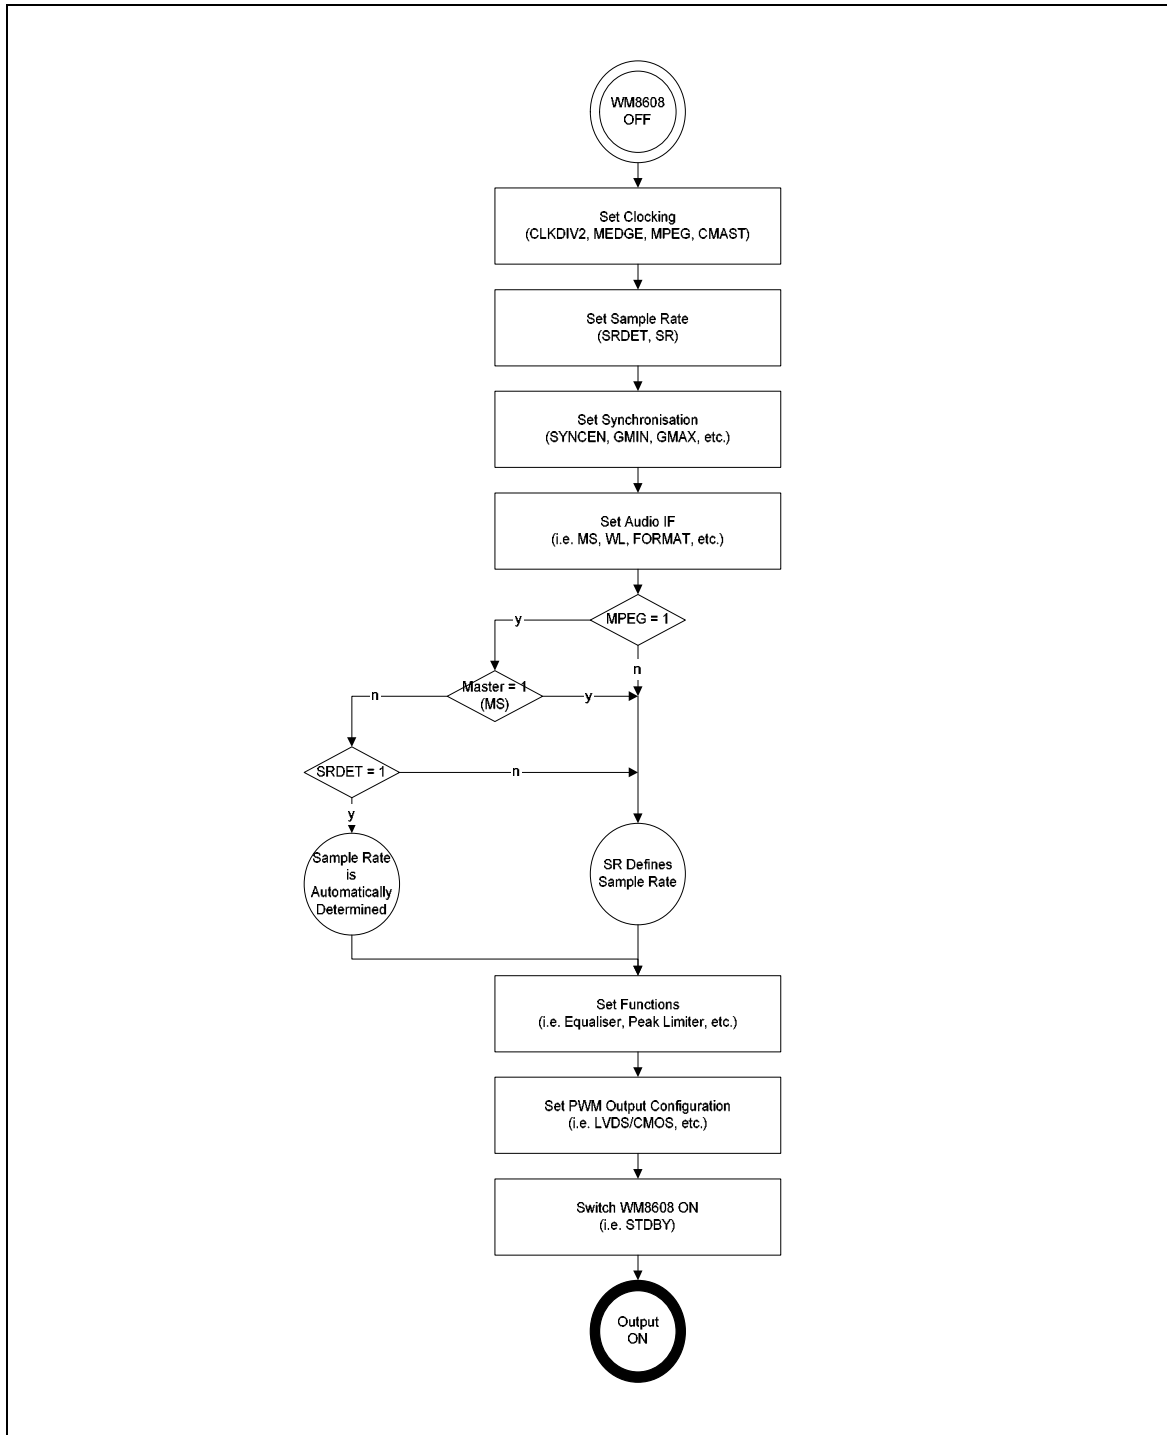 WM8608
OFF
Set Clocking
(CLKDIV2, MEDGE, MPEG, CMAST)
Set Sample Rate
(SRDET, SR)
Set Synchronisation
(SYNCEN, GMIN, GMAX, etc.)
Set Audio IF
(i.e. MS, WL, FORMAT, etc.)
MPEG = 1
y
n
Master = 1
(MS)
n
y
SRDET = 1
n
y
Sample Rate
is
Automatically
Determined
SR Defines
Sample Rate
Set Functions
(i.e. Equaliser, Peak Limiter, etc.)
Set PWM Output Configuration
(i.e. LVDS/CMOS, etc.)
Switch WM8608 ON
(i.e. STDBY)
Output
ON